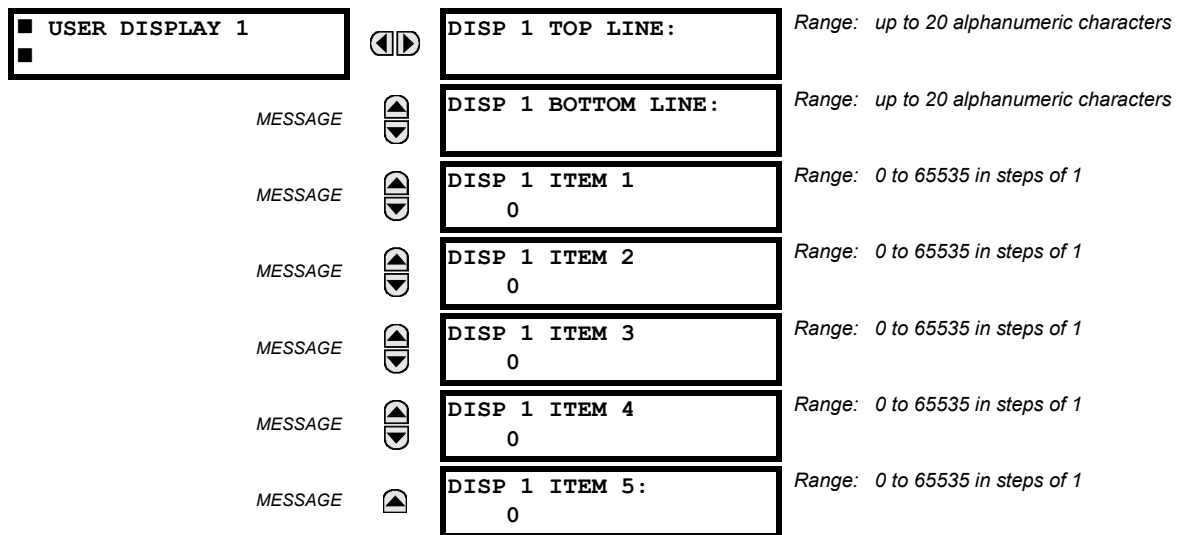 ■ USER DISPLAY 1
■
DISP 1 TOP LINE:
Range: up to 20 alphanumeric characters
MESSAGE
DISP 1 BOTTOM LINE:
Range: up to 20 alphanumeric characters
MESSAGE
DISP 1 ITEM 1
0
Range: 0 to 65535 in steps of 1
MESSAGE
DISP 1 ITEM 2
0
Range: 0 to 65535 in steps of 1
MESSAGE
DISP 1 ITEM 3
0
Range: 0 to 65535 in steps of 1
MESSAGE
DISP 1 ITEM 4
0
Range: 0 to 65535 in steps of 1
MESSAGE
DISP 1 ITEM 5:
0
Range: 0 to 65535 in steps of 1